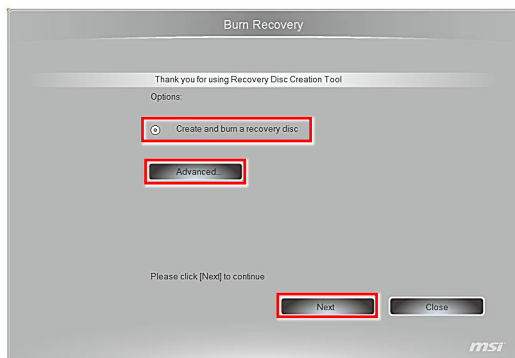 Burn Recovery
Thank you for using Recovery Disc Creation Tool
Options:
Create and burn a recovery disc
Advanced...
Please click [Next] to continue
Next Close
msi